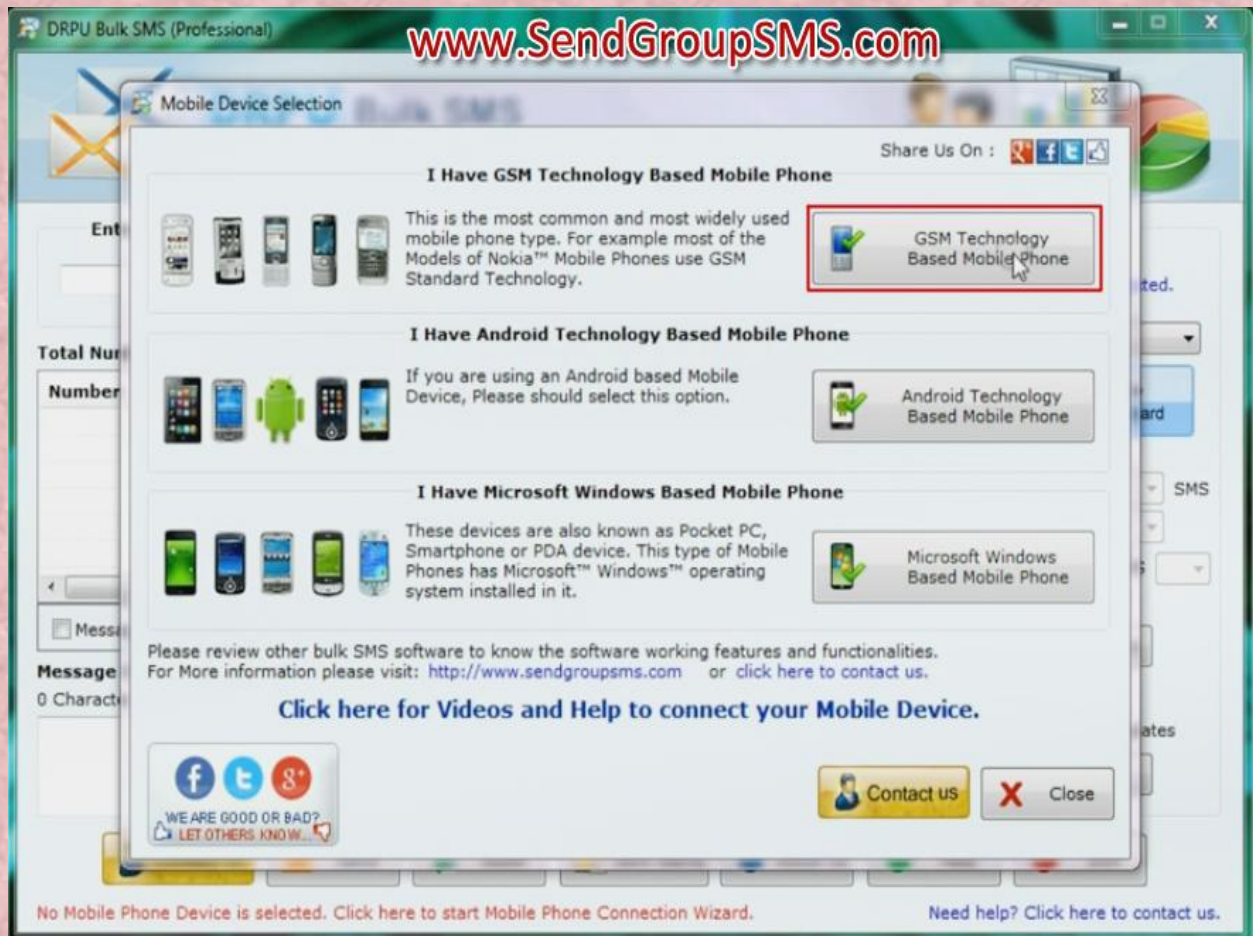 DRPU Bulk SMS (Professional)
www.SendGroupSMS.com
Mobile Device Selection
DRPU Bulk SMS
Share Us On :
I Have GSM Technology Based Mobile Phone
This is the most common and most widely used
mobile phone type. For example most of the
Models of Nokia™ Mobile Phones use GSM
Standard Technology.
GSM Technology
Based Mobile Phone
I Have Android Technology Based Mobile Phone
If you are using an Android based Mobile
Device, Please should select this option.
Android Technology
Based Mobile Phone
I Have Microsoft Windows Based Mobile Phone
These devices are also known as Pocket PC,
Smartphone or PDA device. This type of Mobile
Phones has Microsoft™ Windows™ operating
system installed in it.
Microsoft Windows
Based Mobile Phone
Please review other bulk SMS software to know the software working features and functionalities.
For More information please visit: http://www.sendgroupsms.com or click here to contact us.
Click here for Videos and Help to connect your Mobile Device.
WE ARE GOOD OR BAD?
LET OTHERS KNOW...
Contact us
Close
Total Num
Number
Message
SMS
No Mobile Phone Device is selected. Click here to start Mobile Phone Connection Wizard.
Need help? Click here to contact us.